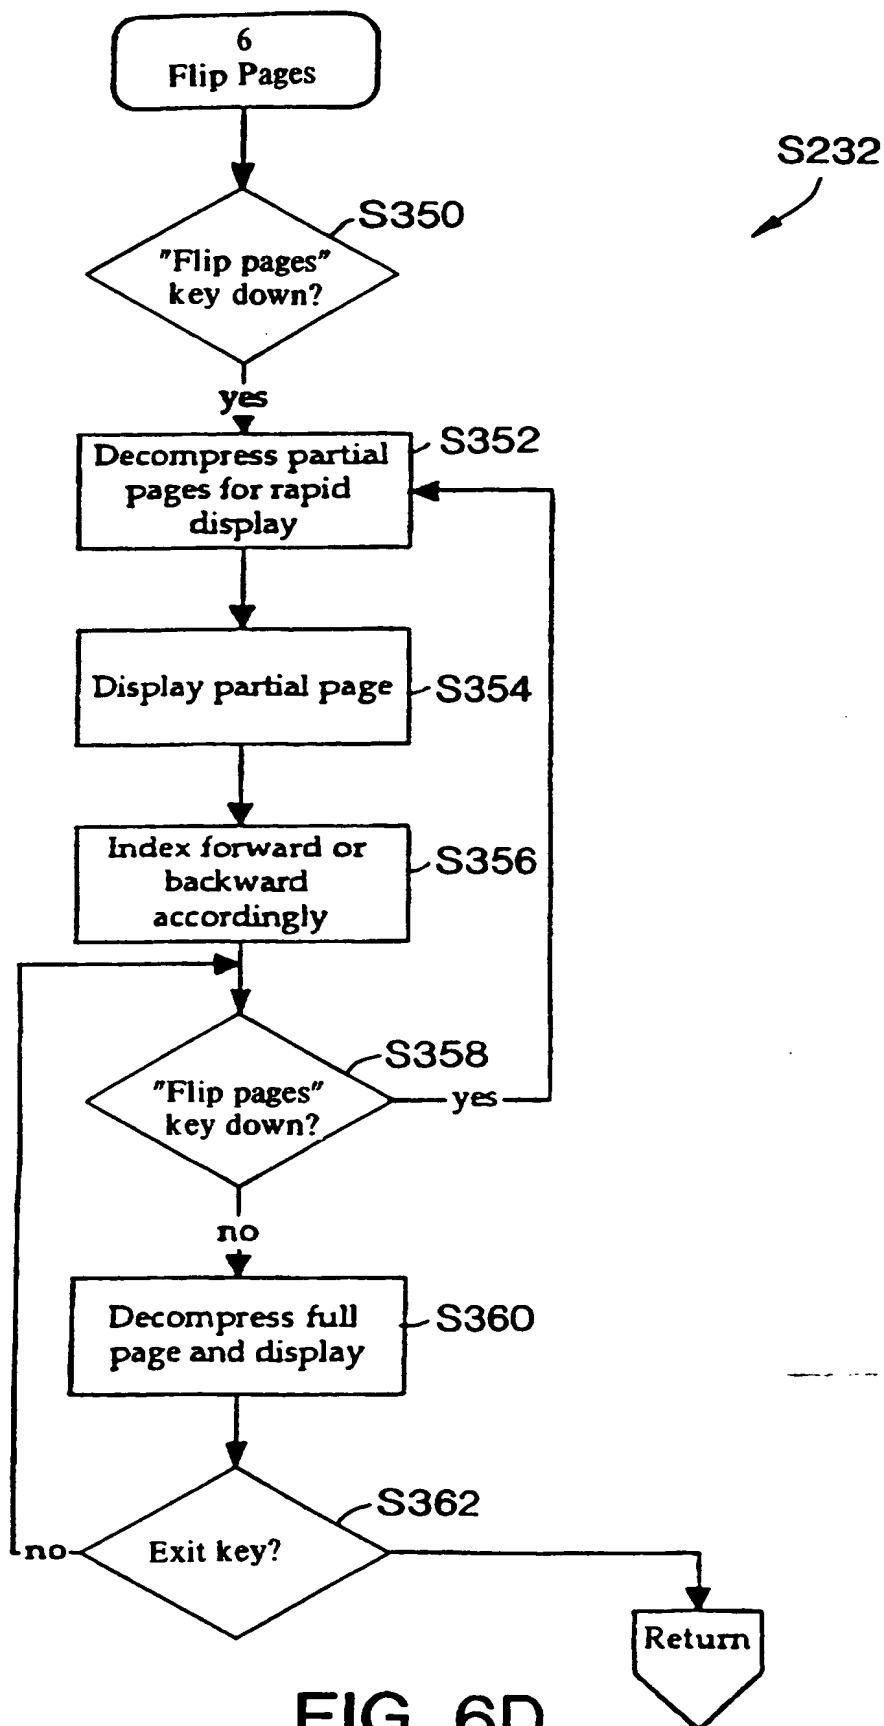 6
Flip Pages
S232
S350
"Flip pages"
key down?
yes
S352
Decompress partial
pages for rapid
display
Display partial page
S354
Index forward or
backward
accordingly
S356
S358
"Flip pages"
key down?
yes
no
Decompress full
page and display
S360
S362
Exit key?
no
Return
FIG. 6D